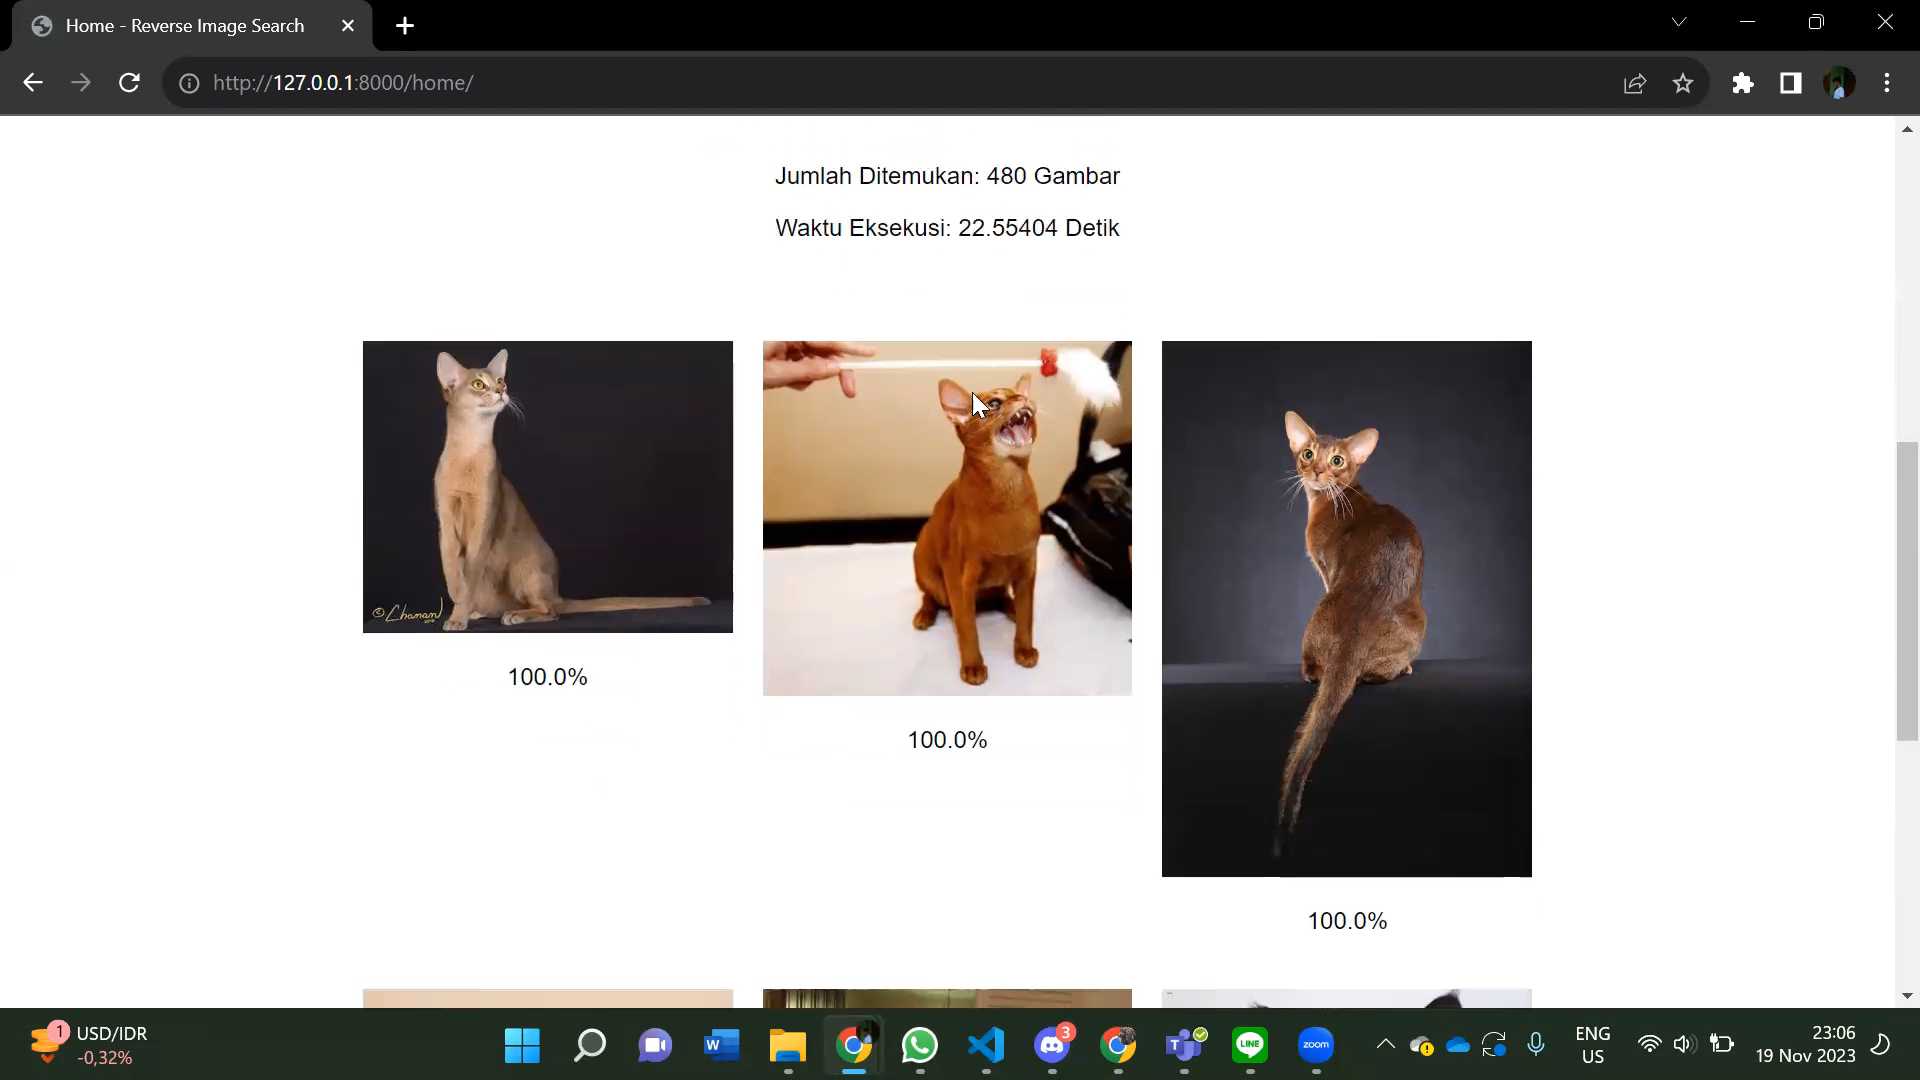 Home - Reverse Image Search
http://127.0.0.1:8000/home/
Jumlah Ditemukan: 480 Gambar
Waktu Eksekusi: 22.55404 Detik
© Chanan
100.0%
100.0%
100.0%
1
USD/IDR
-0,32%
W
3
LINE
zoom
ENG
US
23:06
19 Nov 2023